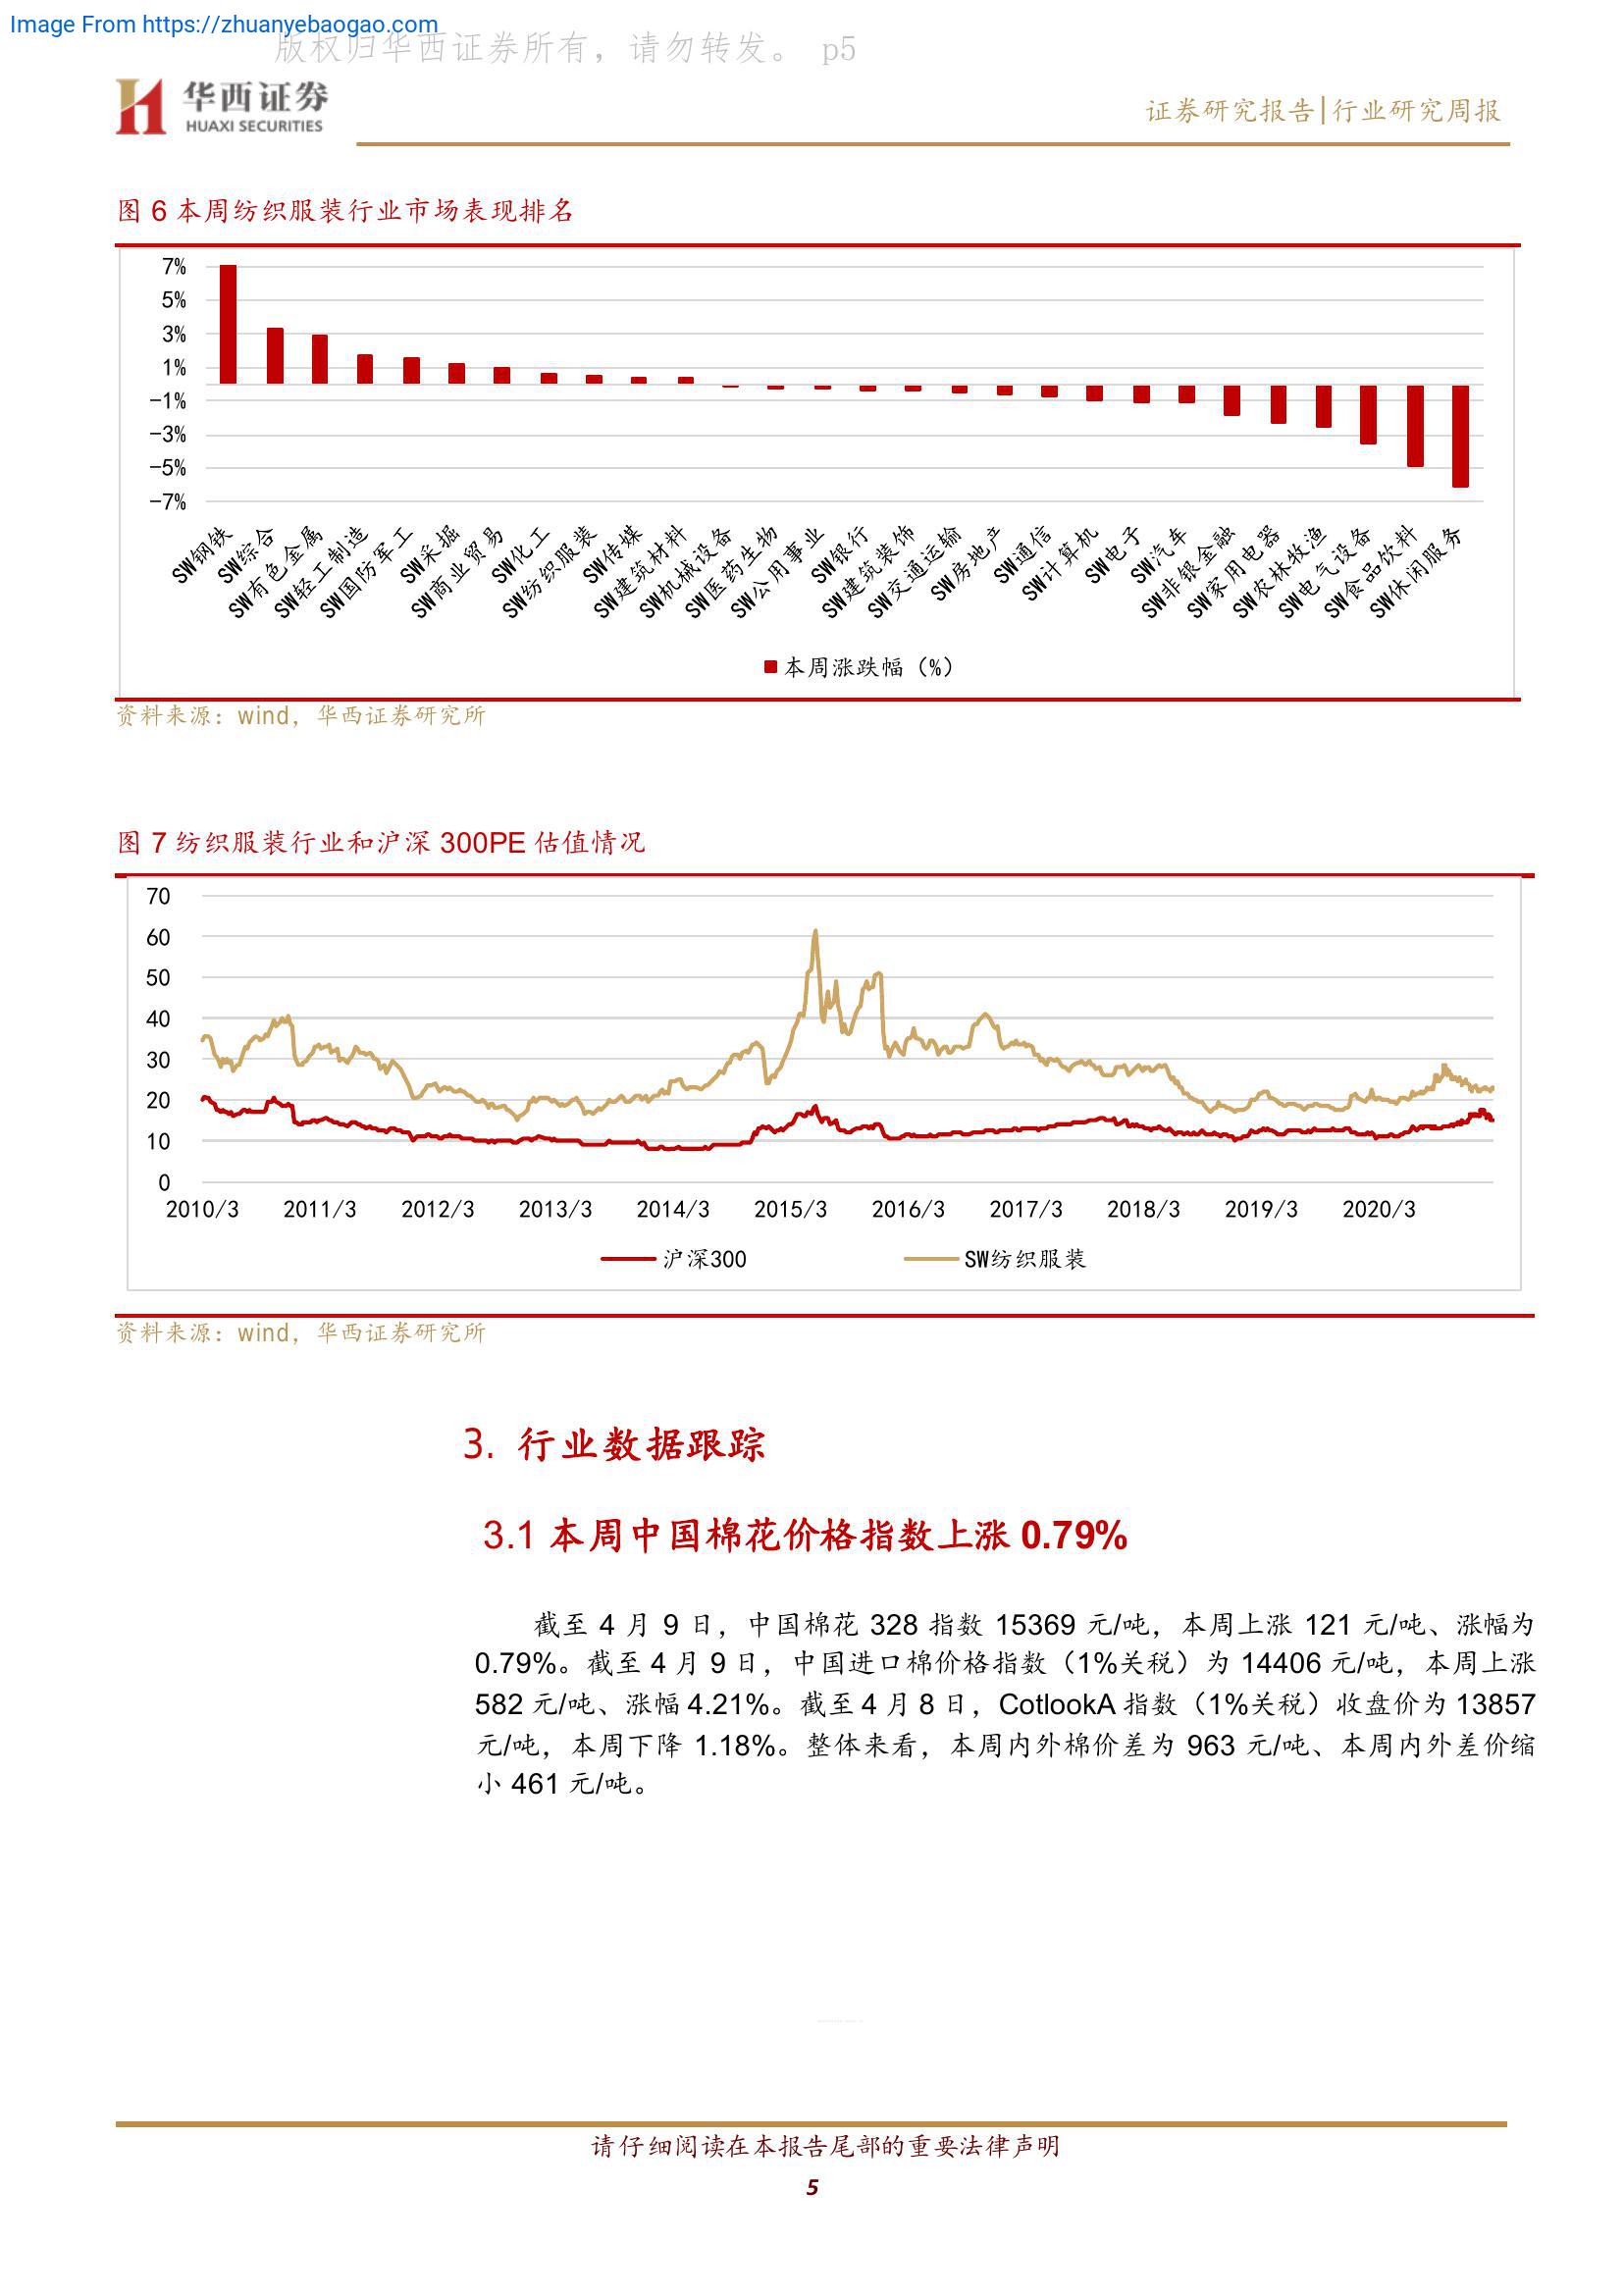 Image From https://zhuanyebaogao.com
版权归华西证券所有，请勿转发。 p5
华西证券
HUAXI SECURITIES
证券研究报告|行业研究周报
图 6 本周纺织服装行业市场表现排名
7%
5%
3%
1%
-1%
-3%
-5%
-7%
SW钢铁
SW综合
SW有色金属
SW轻工制造
SW国防军工
SW采掘
SW商业贸易
SW化工
SW纺织服装
SW传媒
SW建筑材料
SW机械设备
SW医药生物
SW公用事业
SW银行
SW建筑装饰
SW交通运输
SW房地产
SW通信
SW计算机
SW电子
SW汽车
SW非银金融
SW家用电器
SW农林牧渔
SW电气设备
SW食品饮料
SW休闲服务
本周涨跌幅（%）
资料来源：wind，华西证券研究所
图 7 纺织服装行业和沪深 300PE 估值情况
70
60
50
40
30
20
10
0
2010/3 2011/3 2012/3 2013/3 2014/3 2015/3 2016/3 2017/3 2018/3 2019/3 2020/3
沪深300 SW纺织服装
资料来源：wind，华西证券研究所
3. 行业数据跟踪
3.1 本周中国棉花价格指数上涨 0.79%
截至 4 月 9 日，中国棉花 328 指数 15369 元/吨，本周上涨 121 元/吨、涨幅为
0.79%。截至 4 月 9 日，中国进口棉价格指数（1%关税）为 14406 元/吨，本周上涨
582 元/吨、涨幅 4.21%。截至 4 月 8 日，CotlookA 指数（1%关税）收盘价为 13857
元/吨，本周下降 1.18%。整体来看，本周内外棉价差为 963 元/吨、本周内外差价缩
小 461 元/吨。
请仔细阅读在本报告尾部的重要法律声明
5